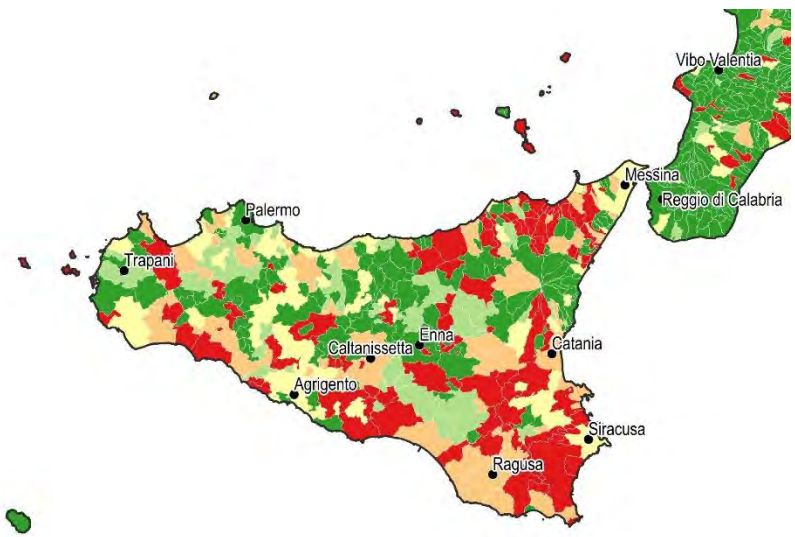 Vibo Valentia
Messina
Reggio di Calabria
Palermo
Trapani
Enna
Caltanissetta
Catania
Agrigento
Siracusa
Ragusa